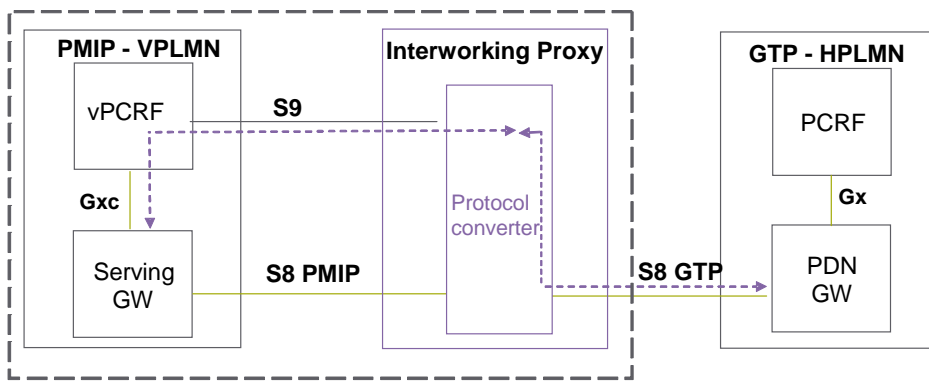 PMIP - VPLMN
Interworking Proxy
GTP - HPLMN
vPCRF
S9
PCRF
Gxc
Gx
Protocol
converter
Serving
GW
S8 PMIP
S8 GTP
PDN
GW